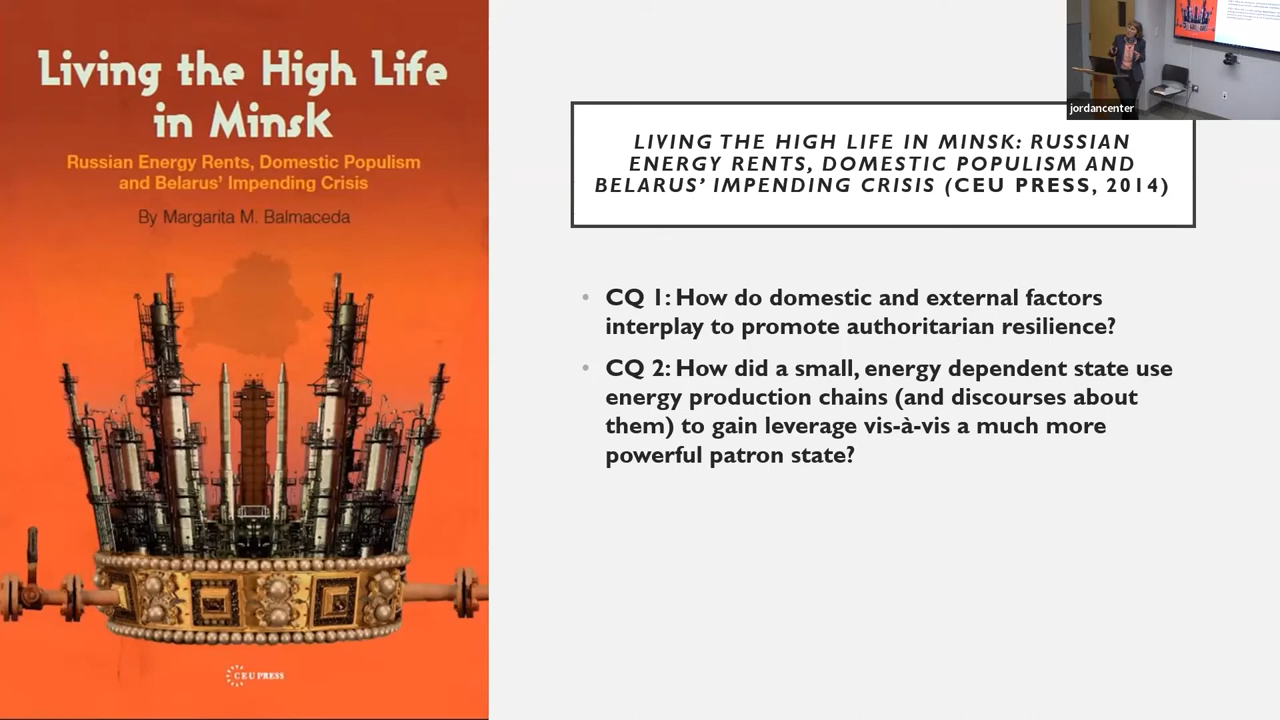 Living the High Life
in Minsk
Russian Energy Rents, Domestic Populism
and Belarus' Impending Crisis
By Margarita M. Balmaceda
CEU PRESS
jordancenter
LIVING THE HIGH LIFE IN MINSK: RUSSIAN
ENERGY RENTS, DOMESTIC POPULISM AND
BELARUS' IMPENDING CRISIS (CEU PRESS, 2014)
• CQ 1: How do domestic and external factors
interplay to promote authoritarian resilience?
• CQ 2: How did a small, energy dependent state use
energy production chains (and discourses about
them) to gain leverage vis-à-vis a much more
powerful patron state?